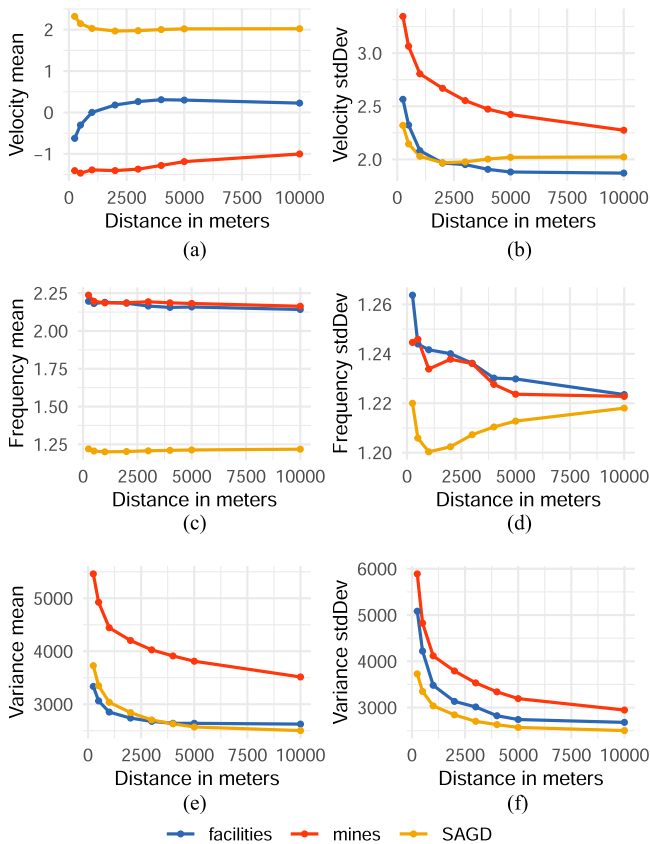 Velocity mean
2
1
0
−1
0 2500 5000 7500 10000
Distance in meters
(a)
Velocity stdDev
3.0
2.5
2.0
0 2500 5000 7500 10000
Distance in meters
(b)
Frequency mean
2.25
2.00
1.75
1.50
1.25
0 2500 5000 7500 10000
Distance in meters
(c)
Frequency stdDev
1.26
1.24
1.22
1.20
0 2500 5000 7500 10000
Distance in meters
(d)
Variance mean
5000
4000
3000
0 2500 5000 7500 10000
Distance in meters
(e)
Variance stdDev
6000
5000
4000
3000
0 2500 5000 7500 10000
Distance in meters
(f)
facilities mines SAGD